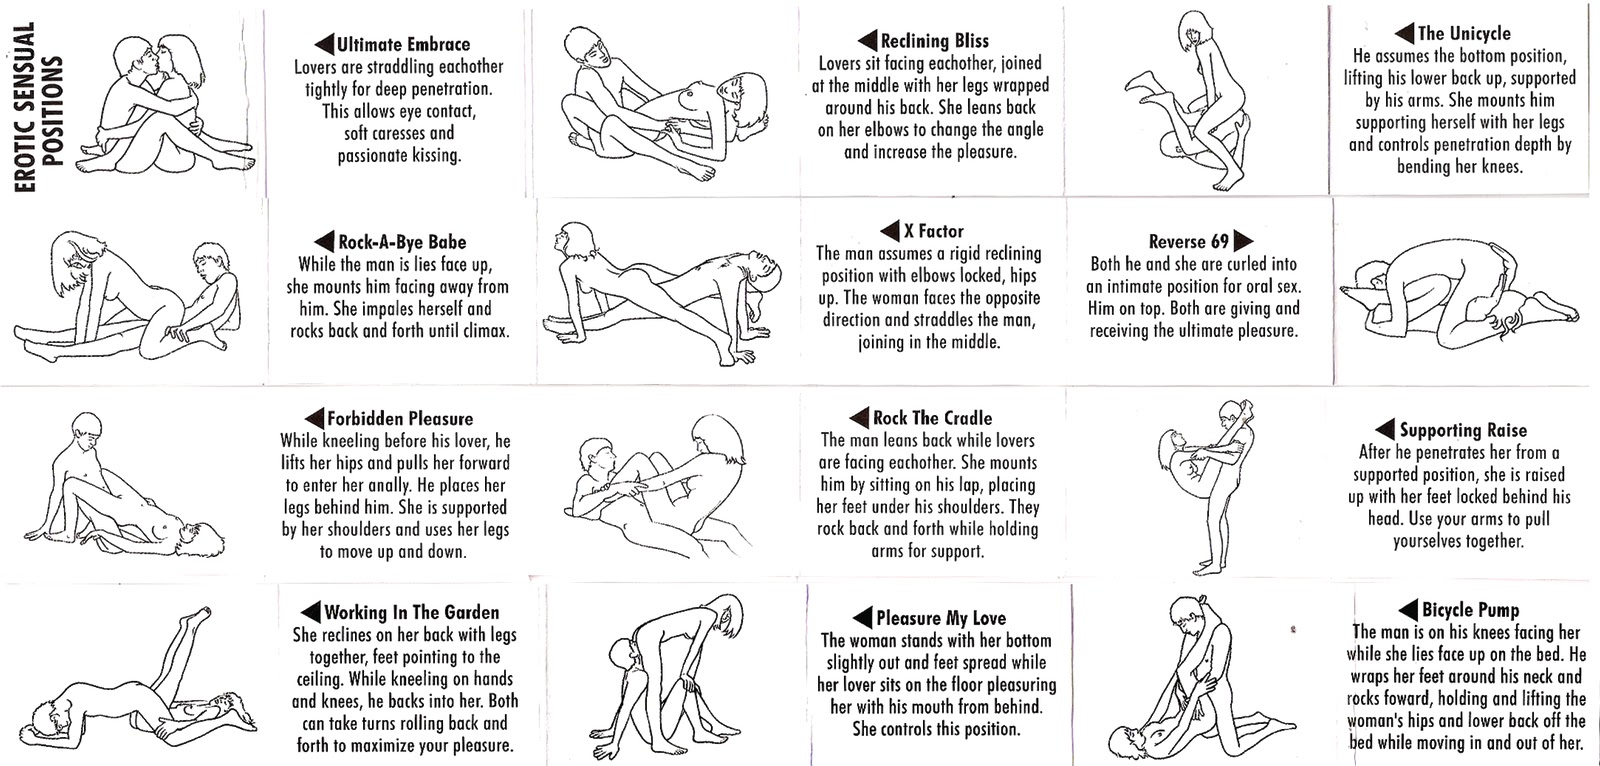 EROTIC SENSUAL
POSITIONS
Ultimate Embrace
Lovers are straddling eachother
tightly for deep penetration.
This allows eye contact,
soft caresses and
passionate kissing.
Reclining Bliss
Lovers sit facing eachother, joined
at the middle with her legs wrapped
around his back. She leans back
on her elbows to change the angle
and increase the pleasure.
The Unicycle
He assumes the bottom position,
lifting his lower back up, supported
by his arms. She mounts him
supporting herself with her legs
and controls penetration depth by
bending her knees.
Rock-A-Bye Babe
While the man is lies face up,
she mounts him facing away from
him. She impales herself and
rocks back and forth until climax.
X Factor
The man assumes a rigid reclining
position with elbows locked, hips
up. The woman faces the opposite
direction and straddles the man,
joining in the middle.
Reverse 69
Both he and she are curled into
an intimate position for oral sex.
Him on top. Both are giving and
receiving the ultimate pleasure.
Forbidden Pleasure
While kneeling before his lover, he
lifts her hips and pulls her forward
to enter her anally. He places her
legs behind him. She is supported
by her shoulders and uses her legs
to move up and down.
Rock The Cradle
The man leans back while lovers
are facing eachother. She mounts
him by sitting on his lap, placing
her feet under his shoulders. They
rock back and forth while holding
arms for support.
Supporting Raise
After he penetrates her from a
supported position, she is raised
up with her feet locked behind his
head. Use your arms to pull
yourselves together.
Working In The Garden
She reclines on her back with legs
together, feet pointing to the
ceiling. While kneeling on hands
and knees, he backs into her. Both
can take turns rolling back and
forth to maximize your pleasure.
Pleasure My Love
The woman stands with her bottom
slightly out and feet spread while
her lover sits on the floor pleasuring
her with his mouth from behind.
She controls this position.
Bicycle Pump
The man is on his knees facing her
while she lies face up on the bed. He
wraps her feet around his neck and
rocks foward, holding and lifting the
woman's hips and lower back off the
bed while moving in and out of her.